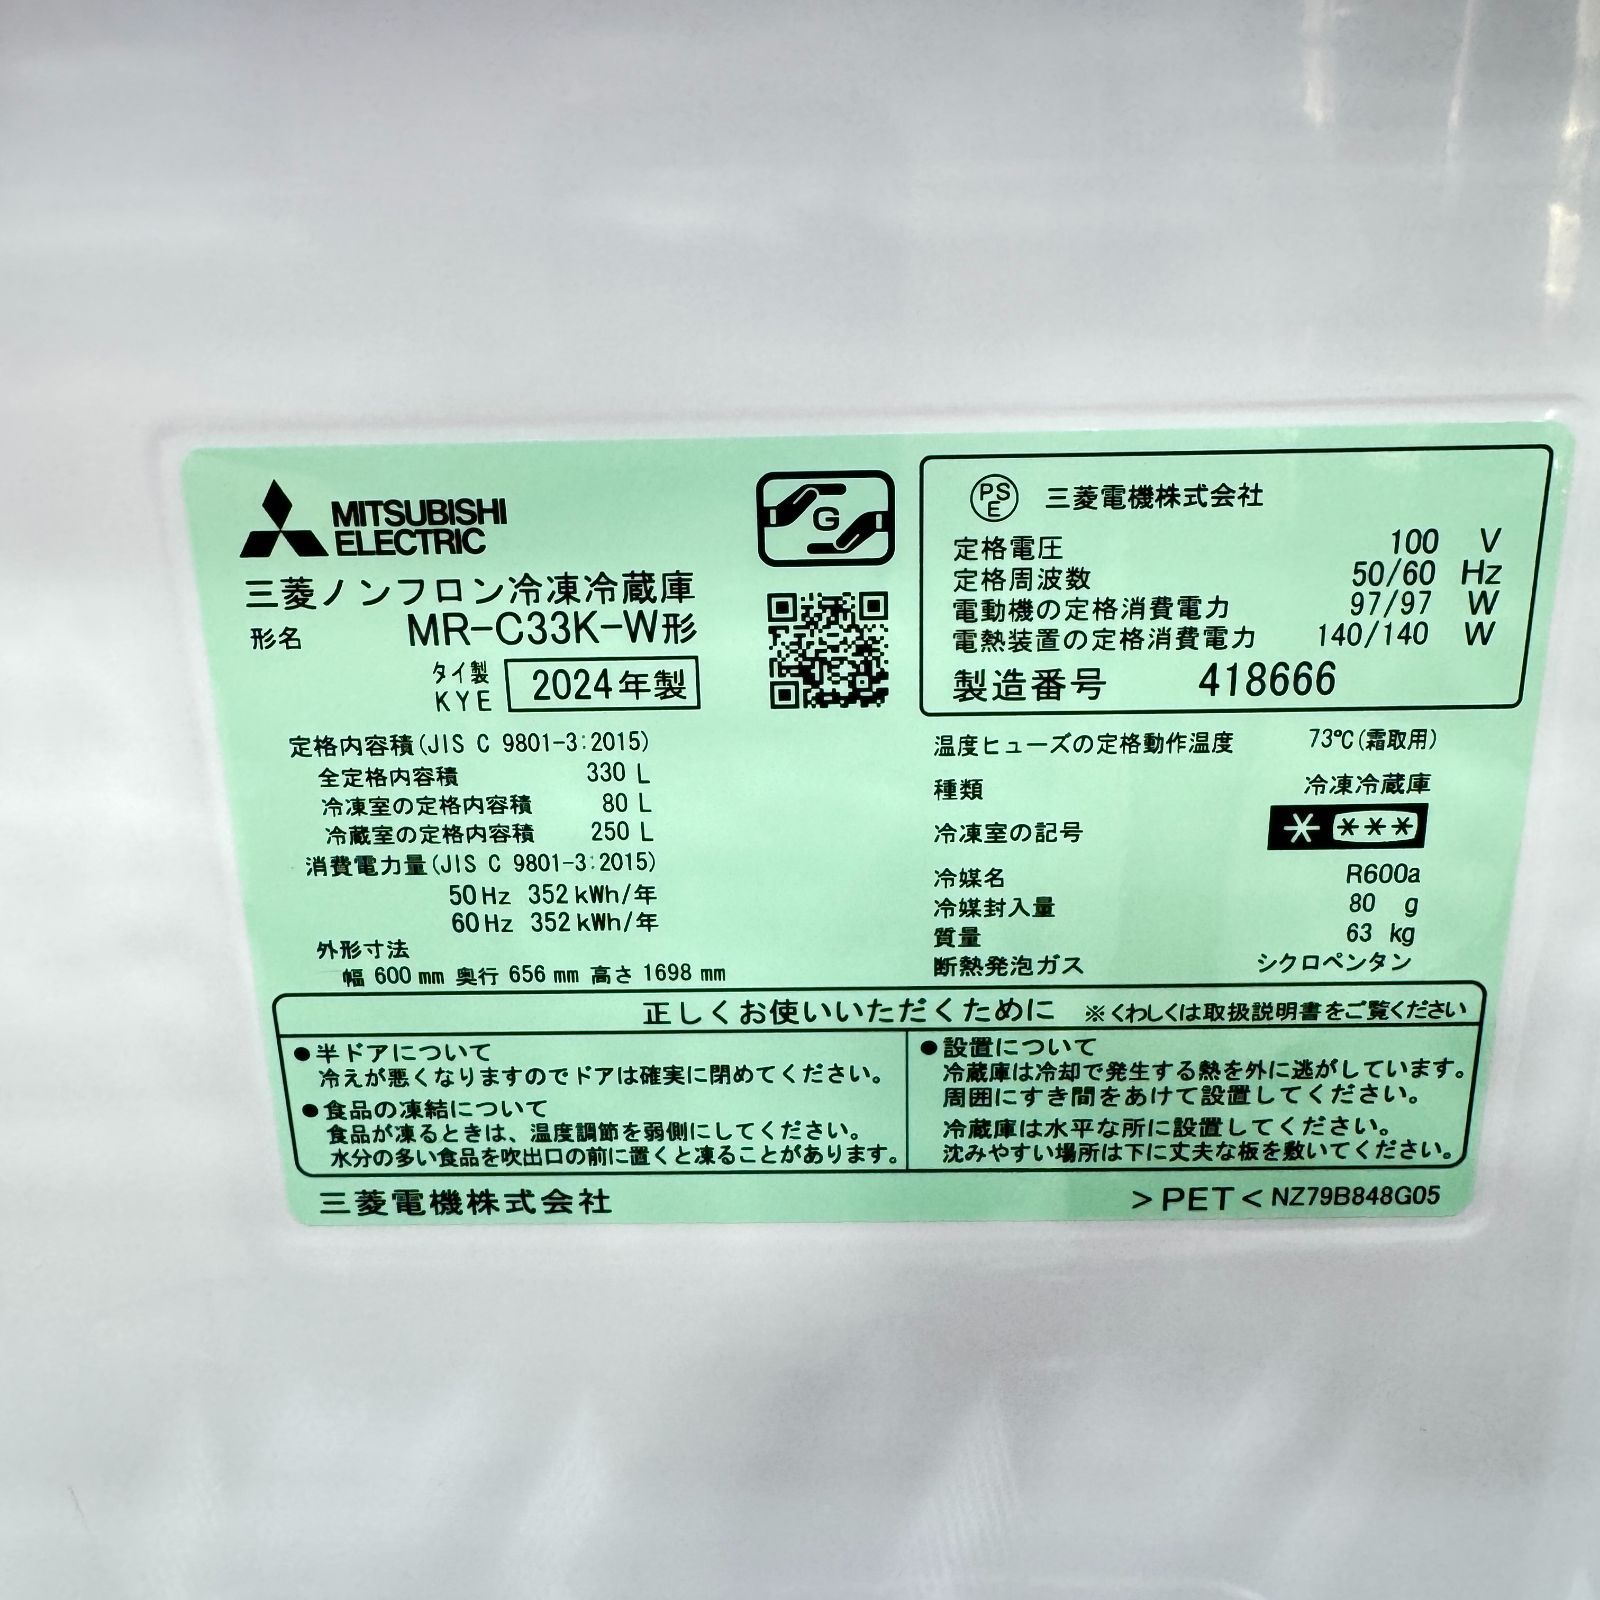 MITSUBISHI
ELECTRIC
三菱ノンフロン冷凍冷蔵庫
形名 MR-C33K-W形
タイ製
KYE 2024年製
定格内容積(JIS C 9801-3:2015)
全定格内容積 330 L
冷凍室の定格内容積 80 L
冷蔵室の定格内容積 250 L
消費電力量(JIS C 9801-3:2015)
50Hz 352kWh/年
60Hz 352kWh/年
外形寸法
幅 600mm 奥行 656mm 高さ 1698mm
G
PSE 三菱電機株式会社
定格電圧 100 V
定格周波数 50/60 Hz
電動機の定格消費電力 97/97 W
電熱装置の定格消費電力 140/140 W
製造番号 418666
温度ヒューズの定格動作温度 73℃(霜取用)
種類 冷凍冷蔵庫
冷凍室の記号 * ***
冷媒名 R600a
冷媒封入量 80 g
質量 63 kg
断熱発泡ガス シクロペンタン
正しくお使いいただくために ※くわしくは取扱説明書をご覧ください
●半ドアについて
冷えが悪くなりますのでドアは確実に閉めてください。
●食品の凍結について
食品が凍るときは、温度調節を弱側にしてください。
水分の多い食品を吹出口の前に置くと凍ることがあります。
●設置について
冷蔵庫は冷却で発生する熱を外に逃がしています。
周囲にすき間をあけて設置してください。
冷蔵庫は水平な所に設置してください。
沈みやすい場所は下に丈夫な板を敷いてください。
三菱電機株式会社
>PET< NZ79B848G05